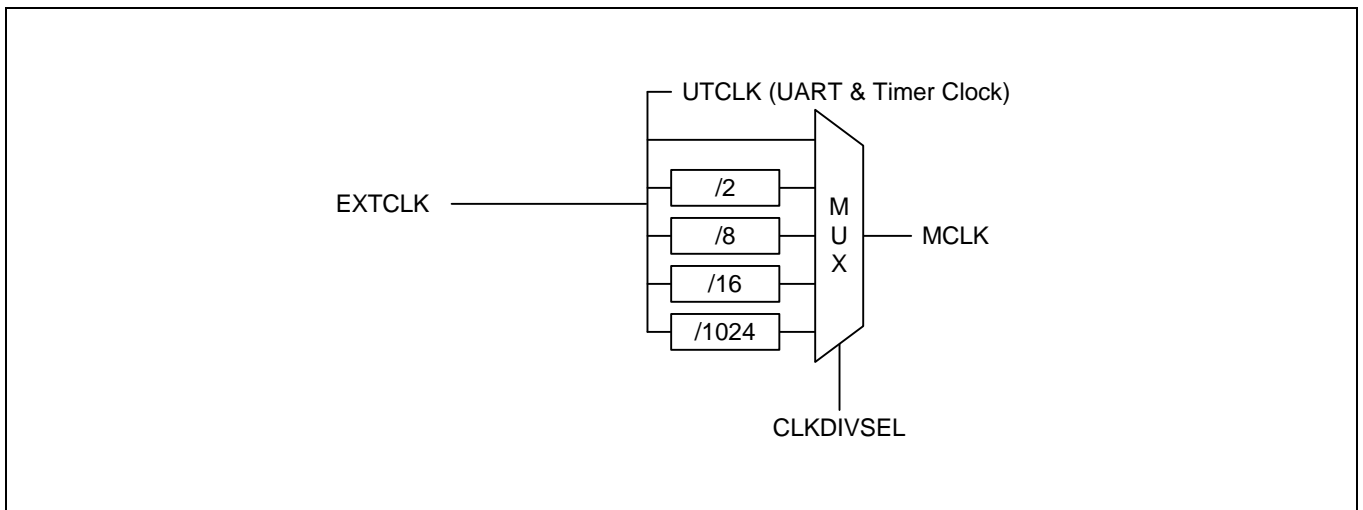 UTCLK (UART & Timer Clock)
EXTCLK
/2
/8
/16
/1024
M
U
X
MCLK
CLKDIVSEL